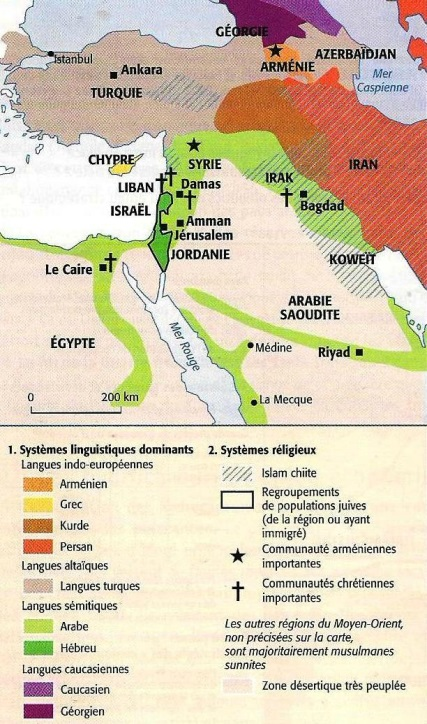 GÉORGIE
ARMÉNIE
AZERBAÏDJAN
Mer
Caspienne
Istanbul
Ankara
TURQUIE
CHYPRE
SYRIE
LIBAN
Damas
IRAK
IRAN
ISRAËL
Bagdad
Amman
Jérusalem
JORDANIE
KOWEÏT
Le Caire
ARABIE
SAOUDITE
Mer Rouge
ÉGYPTE
Médine
Riyad
0 200 km
La Mecque
1. Systèmes linguistiques dominants
Langues indo-européennes
Arménien
Grec
Kurde
Persan
Langues altaïques
Langues turques
Langues sémitiques
Arabe
Hébreu
Langues caucasiennes
Caucasien
Géorgien
2. Systèmes réligieux
Islam chiite
Regroupements
de populations juives
(de la région ou ayant
immigré)
Communauté arméniennes
importantes
Communautés chrétiennes
importantes
Les autres régions du Moyen-Orient,
non précisées sur la carte,
sont majoritairement musulmanes
sunnites
Zone désertique très peuplée